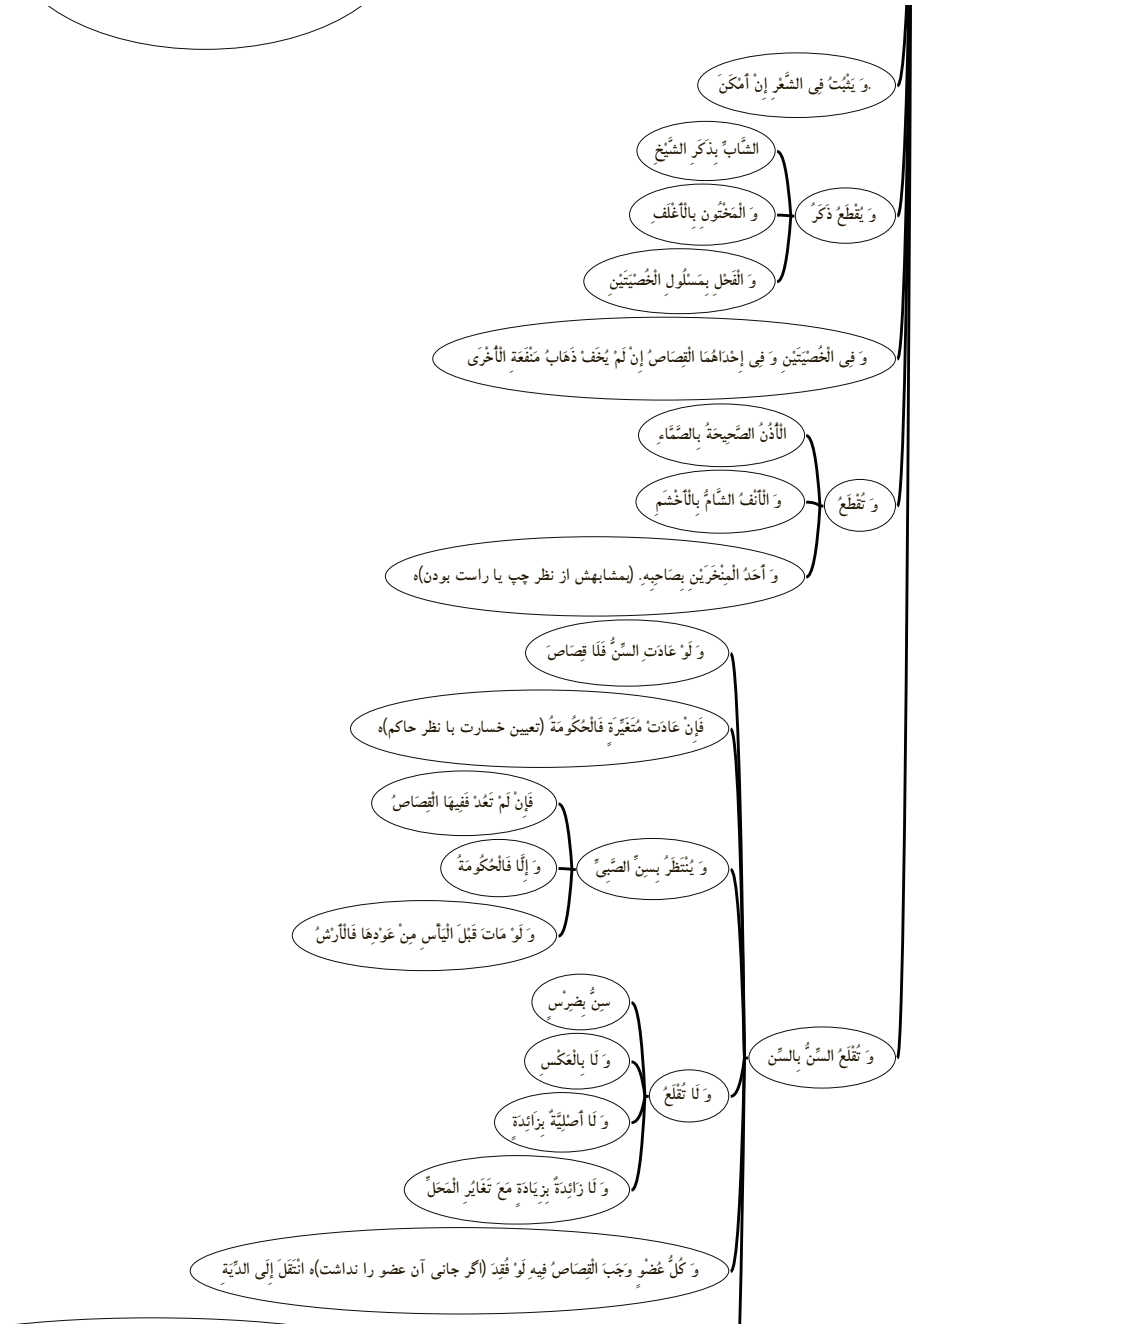 .وَ يَثْبُتُ فِی الشَّعْرِ إِنْ أَمْکَنَ
وَ يُقْطَعُ ذَکَرُ
الشَّابِّ بِذَکَرِ الشَّيْخِ
وَ الْمَخْتُونِ بِالْأَغْلَفِ
وَ الْفَحْلِ بِمَسْلُولِ الْخُصْيَتَيْنِ
وَ فِی الْخُصْيَتَيْنِ وَ فِی إِحْدَاهُمَا الْقِصَاصُ إِنْ لَمْ يُخَفْ ذَهَابُ مَنْفَعَةِ الْأُخْرَى
وَ تُقْطَعُ
الْأُذُنُ الصَّحِيحَةُ بِالصَّمَّاءِ
وَ الْأَنْفُ الشَّامُّ بِالْأَخْشَمِ
وَ أَحَدُ الْمِنْخَرَيْنِ بِصَاحِبِهِ. (بمشابهش از نظر چپ یا راست بودن)ه
وَ تُقْلَعُ السِّنُّ بِالسِّن
وَ لَوْ عَادَتِ السِّنُّ فَلَا قِصَاصَ
فَإِنْ عَادَتْ مُتَغَيِّرَةٍ فَالْحُکُومَةُ (تعیین خسارت با نظر حاکم)ه
وَ يُنْتَظَرُ بِسِنِّ الصَّبِیِّ
فَإِنْ لَمْ تَعُدْ فَفِيهَا الْقِصَاصُ
وَ إِلَّا فَالْحُکُومَةُ
وَ لَوْ مَاتَ قَبْلَ الْيَأْسِ مِنْ عَوْدِهَا فَالْأَرْشُ
وَ لَا تُقْلَعُ
سِنُّ بِضِرْسٍ
وَ لَا بِالْعَکْسِ
وَ لَا أَصْلِيَّةٌ بِزَائِدَةٍ
وَ لَا زَائِدَةٌ بِزِيَادَةٍ مَعَ تَغَايُرِ الْمَحَلِّ
وَ کُلُّ عُضْوٍ وَجَبَ الْقِصَاصُ فِيهِ لَوْ فُقِدَ (اگر جانی آن عضو را نداشت)ه انْتَقَلَ إِلَى الدِّيَةِ